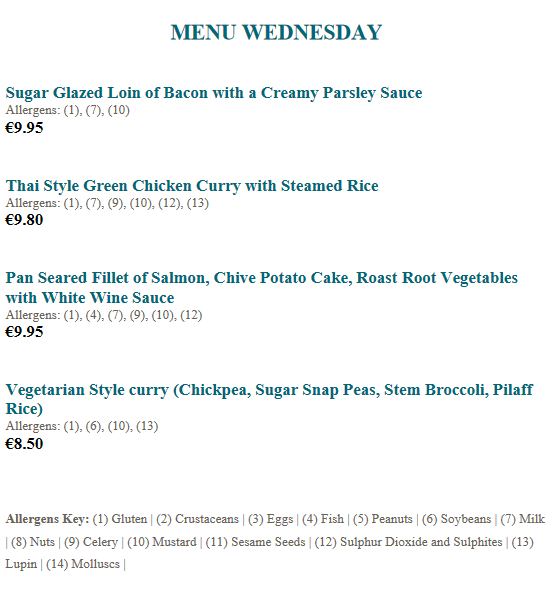 MENU WEDNESDAY
Sugar Glazed Loin of Bacon with a Creamy Parsley Sauce
Allergens: (1), (7), (10)
€9.95
Thai Style Green Chicken Curry with Steamed Rice
Allergens: (1), (7), (9), (10), (12), (13)
€9.80
Pan Seared Fillet of Salmon, Chive Potato Cake, Roast Root Vegetables
with White Wine Sauce
Allergens: (1), (4), (7), (9), (10), (12)
€9.95
Vegetarian Style curry (Chickpea, Sugar Snap Peas, Stem Broccoli, Pilaff
Rice)
Allergens: (1), (6), (10), (13)
€8.50
Allergens Key: (1) Gluten | (2) Crustaceans | (3) Eggs | (4) Fish | (5) Peanuts | (6) Soybeans | (7) Milk
| (8) Nuts | (9) Celery | (10) Mustard | (11) Sesame Seeds | (12) Sulphur Dioxide and Sulphites | (13)
Lupin | (14) Molluscs |